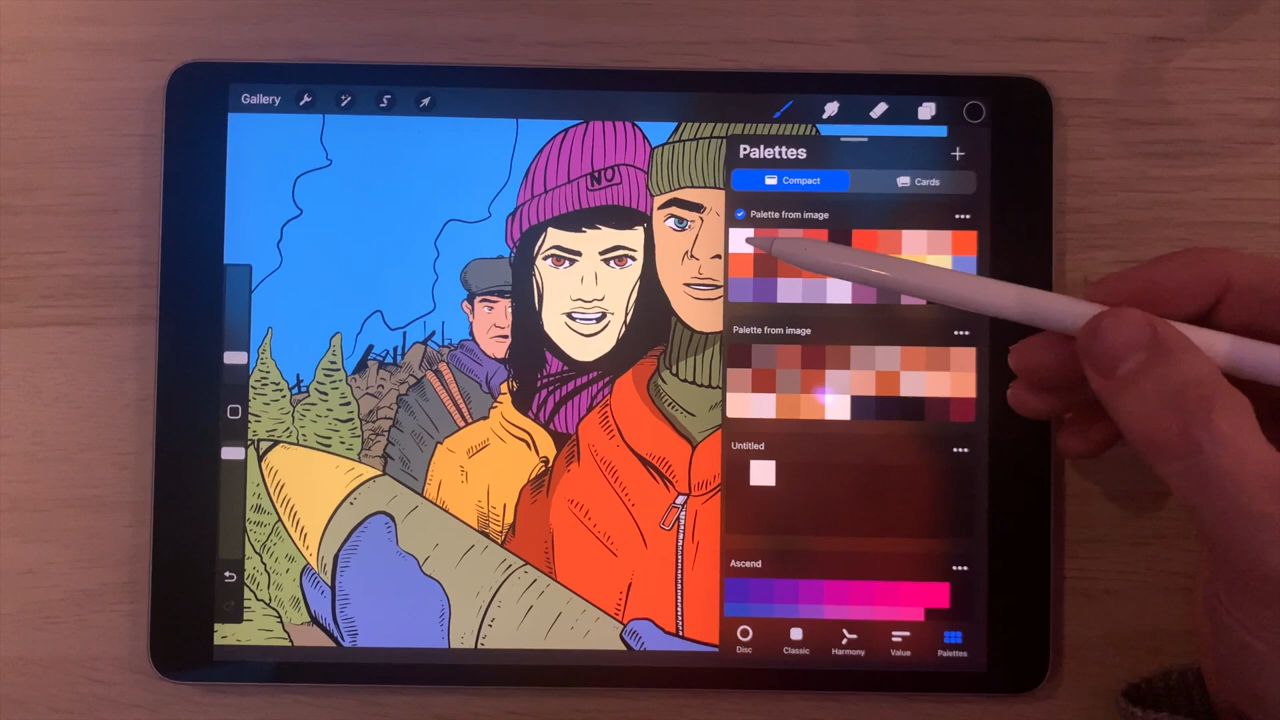 Gallery
Palettes
Compact
Cards
Palette from image
NO
Palette from image
Untitled
Ascend
Disc
Classic
Harmony
Value
Palettes